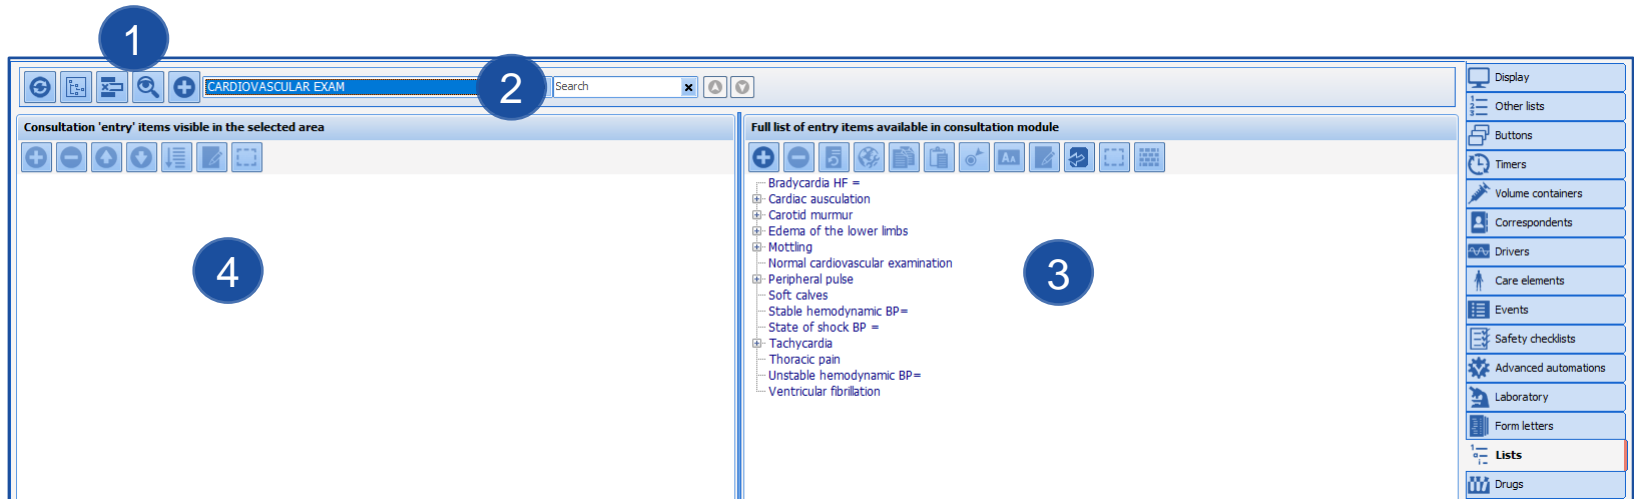 1
CARDIOVASCULAR EXAM
2
Search
Consultation 'entry' items visible in the selected area
Full list of entry items available in consultation module
Bradycardia HF =
Cardiac ausculation
Carotid murmur
Edema of the lower limbs
Mottling
Normal cardiovascular examination
Peripheral pulse
Soft calves
Stable hemodynamic BP=
State of shock BP =
Tachycardia
Thoracic pain
Unstable hemodynamic BP=
Ventricular fibrillation
4
3
Display
Other lists
Buttons
Timers
Volume containers
Correspondents
Drivers
Care elements
Events
Safety checklists
Advanced automations
Laboratory
Form letters
Lists
Drugs